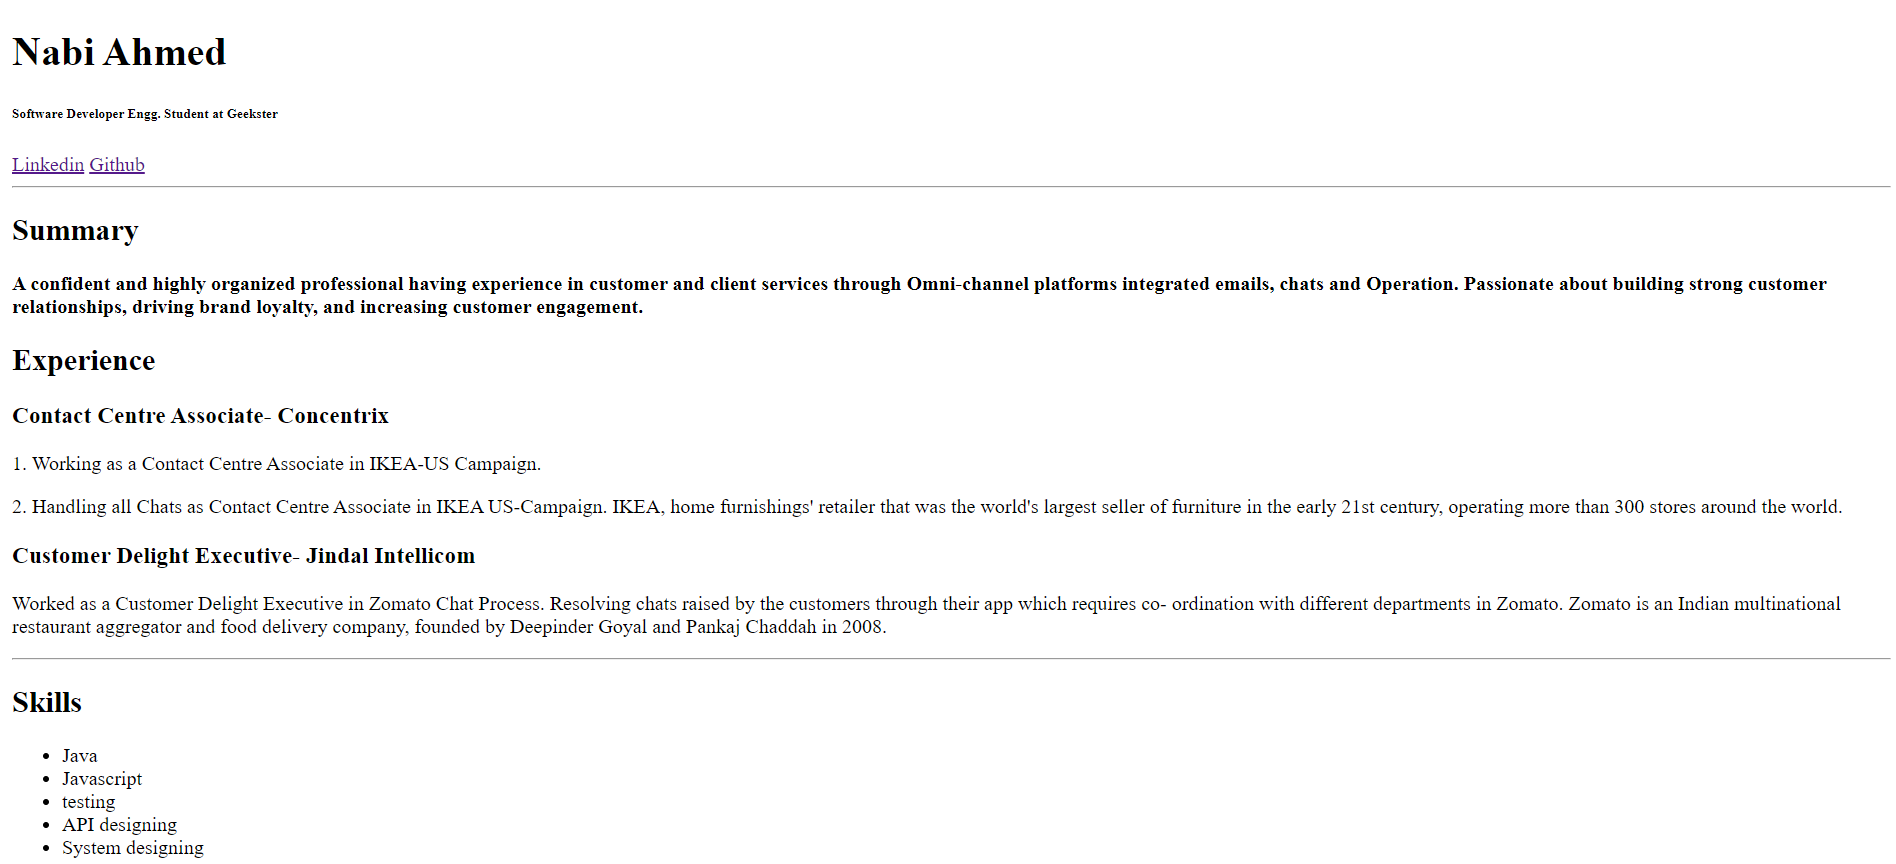 Nabi Ahmed
Software Developer Engg. Student at Geekster
Linkedin Github
Summary
A confident and highly organized professional having experience in customer and client services through Omni-channel platforms integrated emails, chats and Operation. Passionate about building strong customer
relationships, driving brand loyalty, and increasing customer engagement.
Experience
Contact Centre Associate- Concentrix
1. Working as a Contact Centre Associate in IKEA-US Campaign.
2. Handling all Chats as Contact Centre Associate in IKEA US-Campaign. IKEA, home furnishings' retailer that was the world's largest seller of furniture in the early 21st century, operating more than 300 stores around the world.
Customer Delight Executive- Jindal Intellicom
Worked as a Customer Delight Executive in Zomato Chat Process. Resolving chats raised by the customers through their app which requires co- ordination with different departments in Zomato. Zomato is an Indian multinational
restaurant aggregator and food delivery company, founded by Deepinder Goyal and Pankaj Chaddah in 2008.
Skills
• Java
• Javascript
• testing
• API designing
• System designing